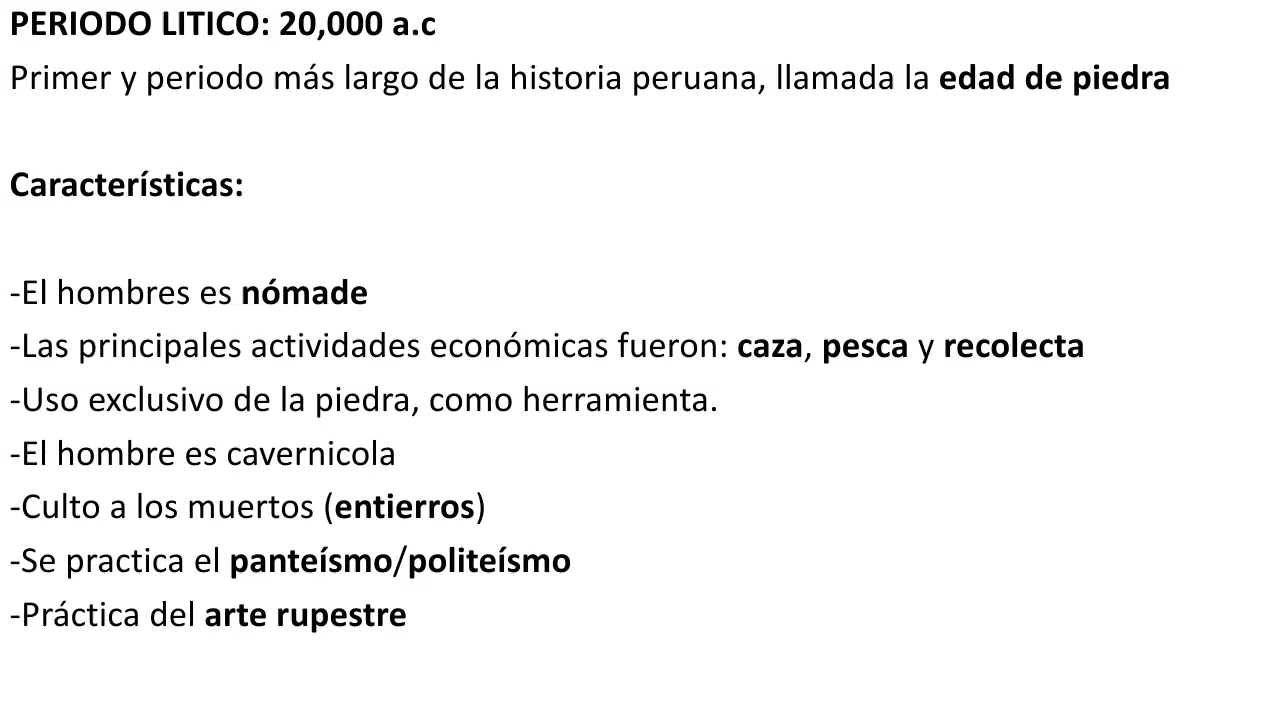 PERIODO LITICO: 20,000 a.c
Primer y periodo más largo de la historia peruana, llamada la edad de piedra
Características:
-El hombres es nómade
-Las principales actividades económicas fueron: caza, pesca y recolecta
-Uso exclusivo de la piedra, como herramienta.
-El hombre es cavernicola
-Culto a los muertos (entierros)
-Se practica el panteísmo/politeísmo
-Práctica del arte rupestre